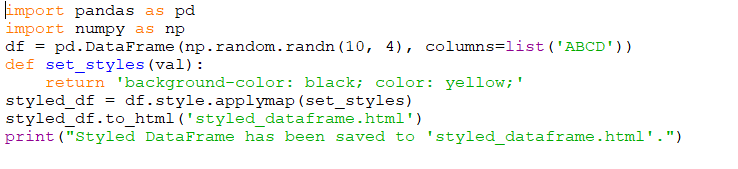 import pandas as pd
import numpy as np
df = pd.DataFrame(np.random.randn(10, 4), columns=list('ABCD'))
def set_styles(val):
    return 'background-color: black; color: yellow;'
styled_df = df.style.applymap(set_styles)
styled_df.to_html('styled_dataframe.html')
print("Styled DataFrame has been saved to 'styled_dataframe.html'.")